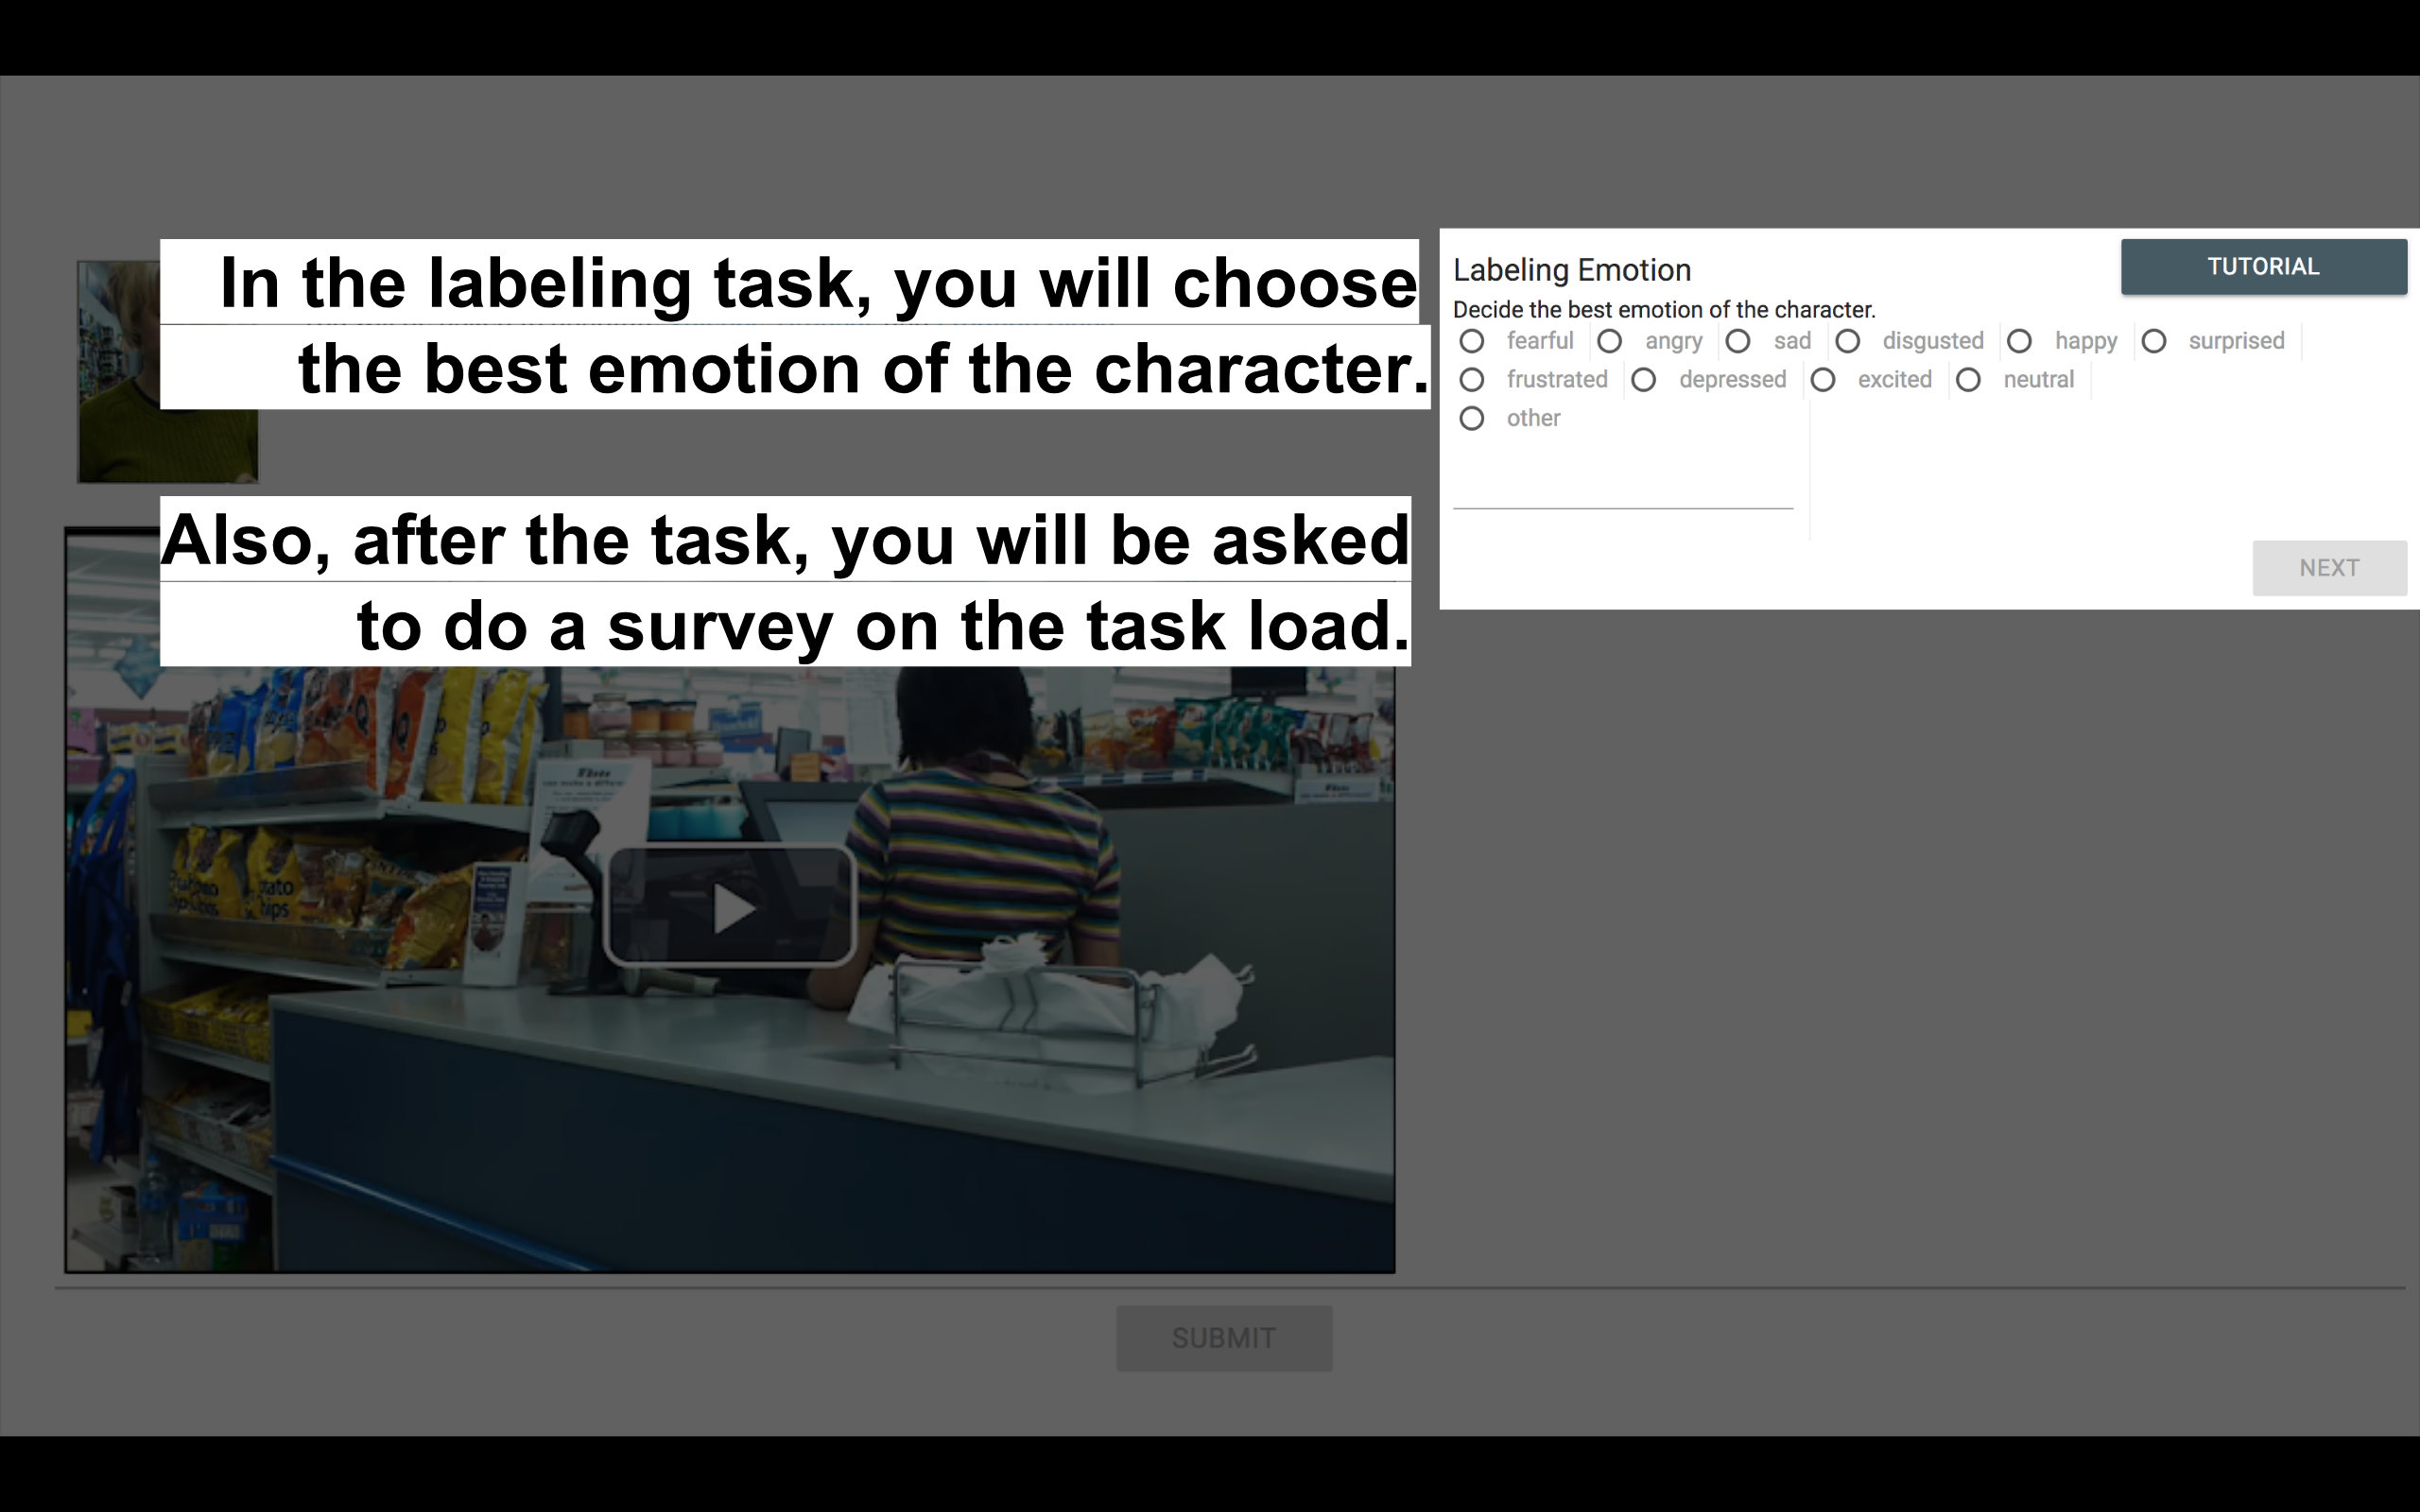 In the labeling task, you will choose
the best emotion of the character.
Also, after the task, you will be asked
to do a survey on the task load.
Labeling Emotion
TUTORIAL
Decide the best emotion of the character.
fearful angry sad disgusted happy surprised
frustrated depressed excited neutral
other
NEXT
SUBMIT